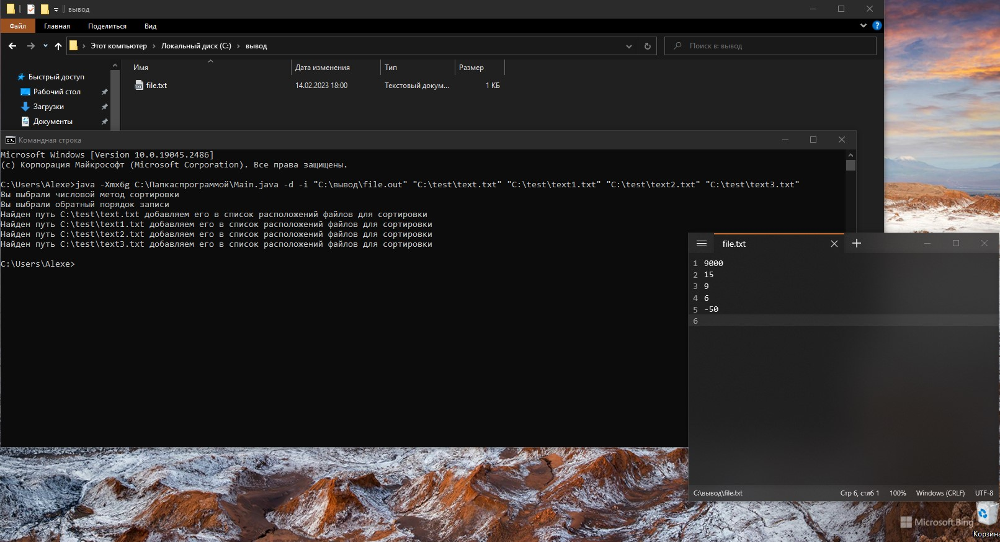 вывод
Файл Главная Поделиться Вид
Этот компьютер Локальный диск (C:) вывод
Поиск в: вывод
Имя Дата изменения Тип Размер
Быстрый доступ
file.txt 14.02.2023 18:00 Текстовый докум... 1 КБ
Рабочий стол
Загрузки
Документы
Командная строка
Microsoft Windows [Version 10.0.19045.2486]
(c) Корпорация Майкрософт (Microsoft Corporation). Все права защищены.
C:\Users\Alexe>java -Xmx6g C:\Папкаспрограммой\Main.java -d -i "C:\вывод\file.out" "C:\test\text.txt" "C:\test\text1.txt" "C:\test\text2.txt" "C:\test\text3.txt"
Вы выбрали числовой метод сортировки
Вы выбрали обратный порядок записи
Найден путь C:\test\text.txt добавляем его в список расположений файлов для сортировки
Найден путь C:\test\text1.txt добавляем его в список расположений файлов для сортировки
Найден путь C:\test\text2.txt добавляем его в список расположений файлов для сортировки
Найден путь C:\test\text3.txt добавляем его в список расположений файлов для сортировки
C:\Users\Alexe>
file.txt
1 9000
2 15
3 9
4 6
5 -50
6
C:\вывод\file.txt Стр 6, стлб 1 100% Windows (CRLF) UTF-8
Microsoft Bing
Корзина